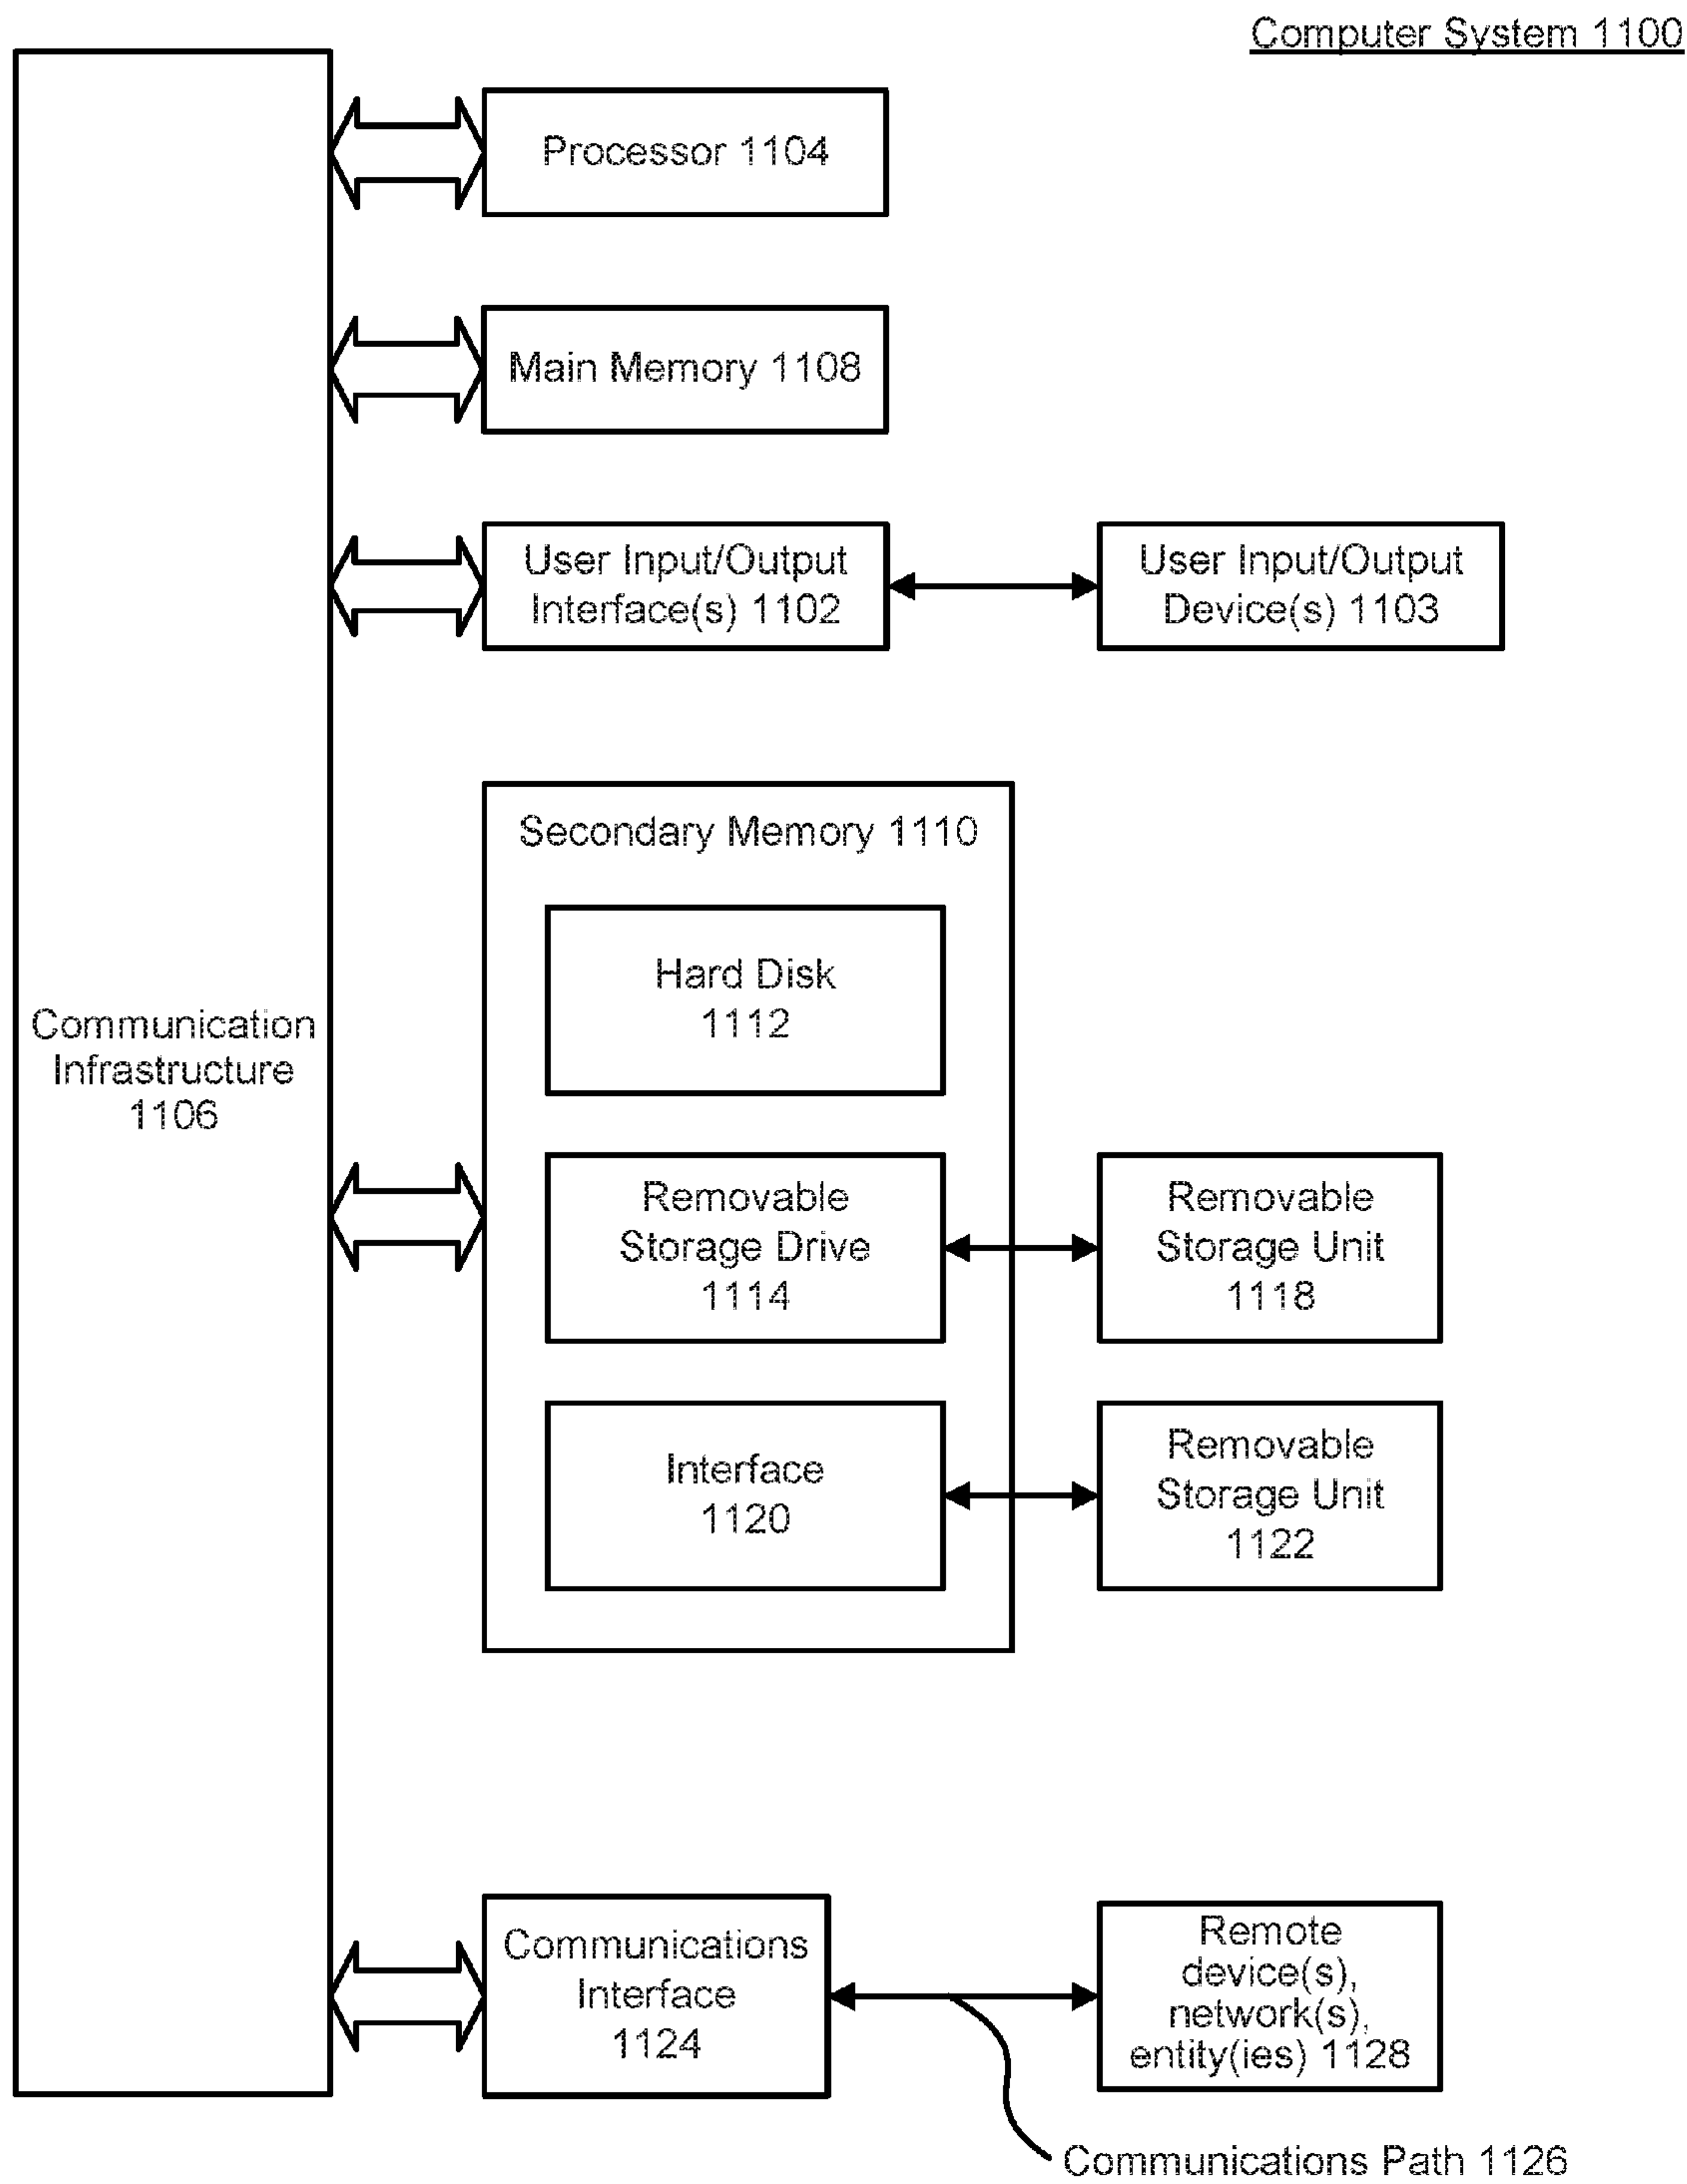 Computer System 1100
Processor 1104
Main Memory 1108
User Input/Output
Interface(s) 1102
User Input/Output
Device(s) 1103
Secondary Memory 1110
Hard Disk
1112
Communication
Infrastructure
1106
Removable
Storage Drive
1114
Removable
Storage Unit
1118
Interface
1120
Removable
Storage Unit
1122
Communications
Interface
1124
Remote
device(s),
network(s),
entity(ies) 1128
Communications Path 1126